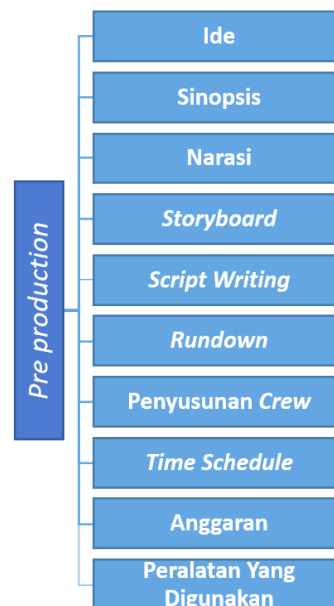 Pre production
Ide
Sinopsis
Narasi
Storyboard
Script Writing
Rundown
Penyusunan Crew
Time Schedule
Anggaran
Peralatan Yang
Digunakan